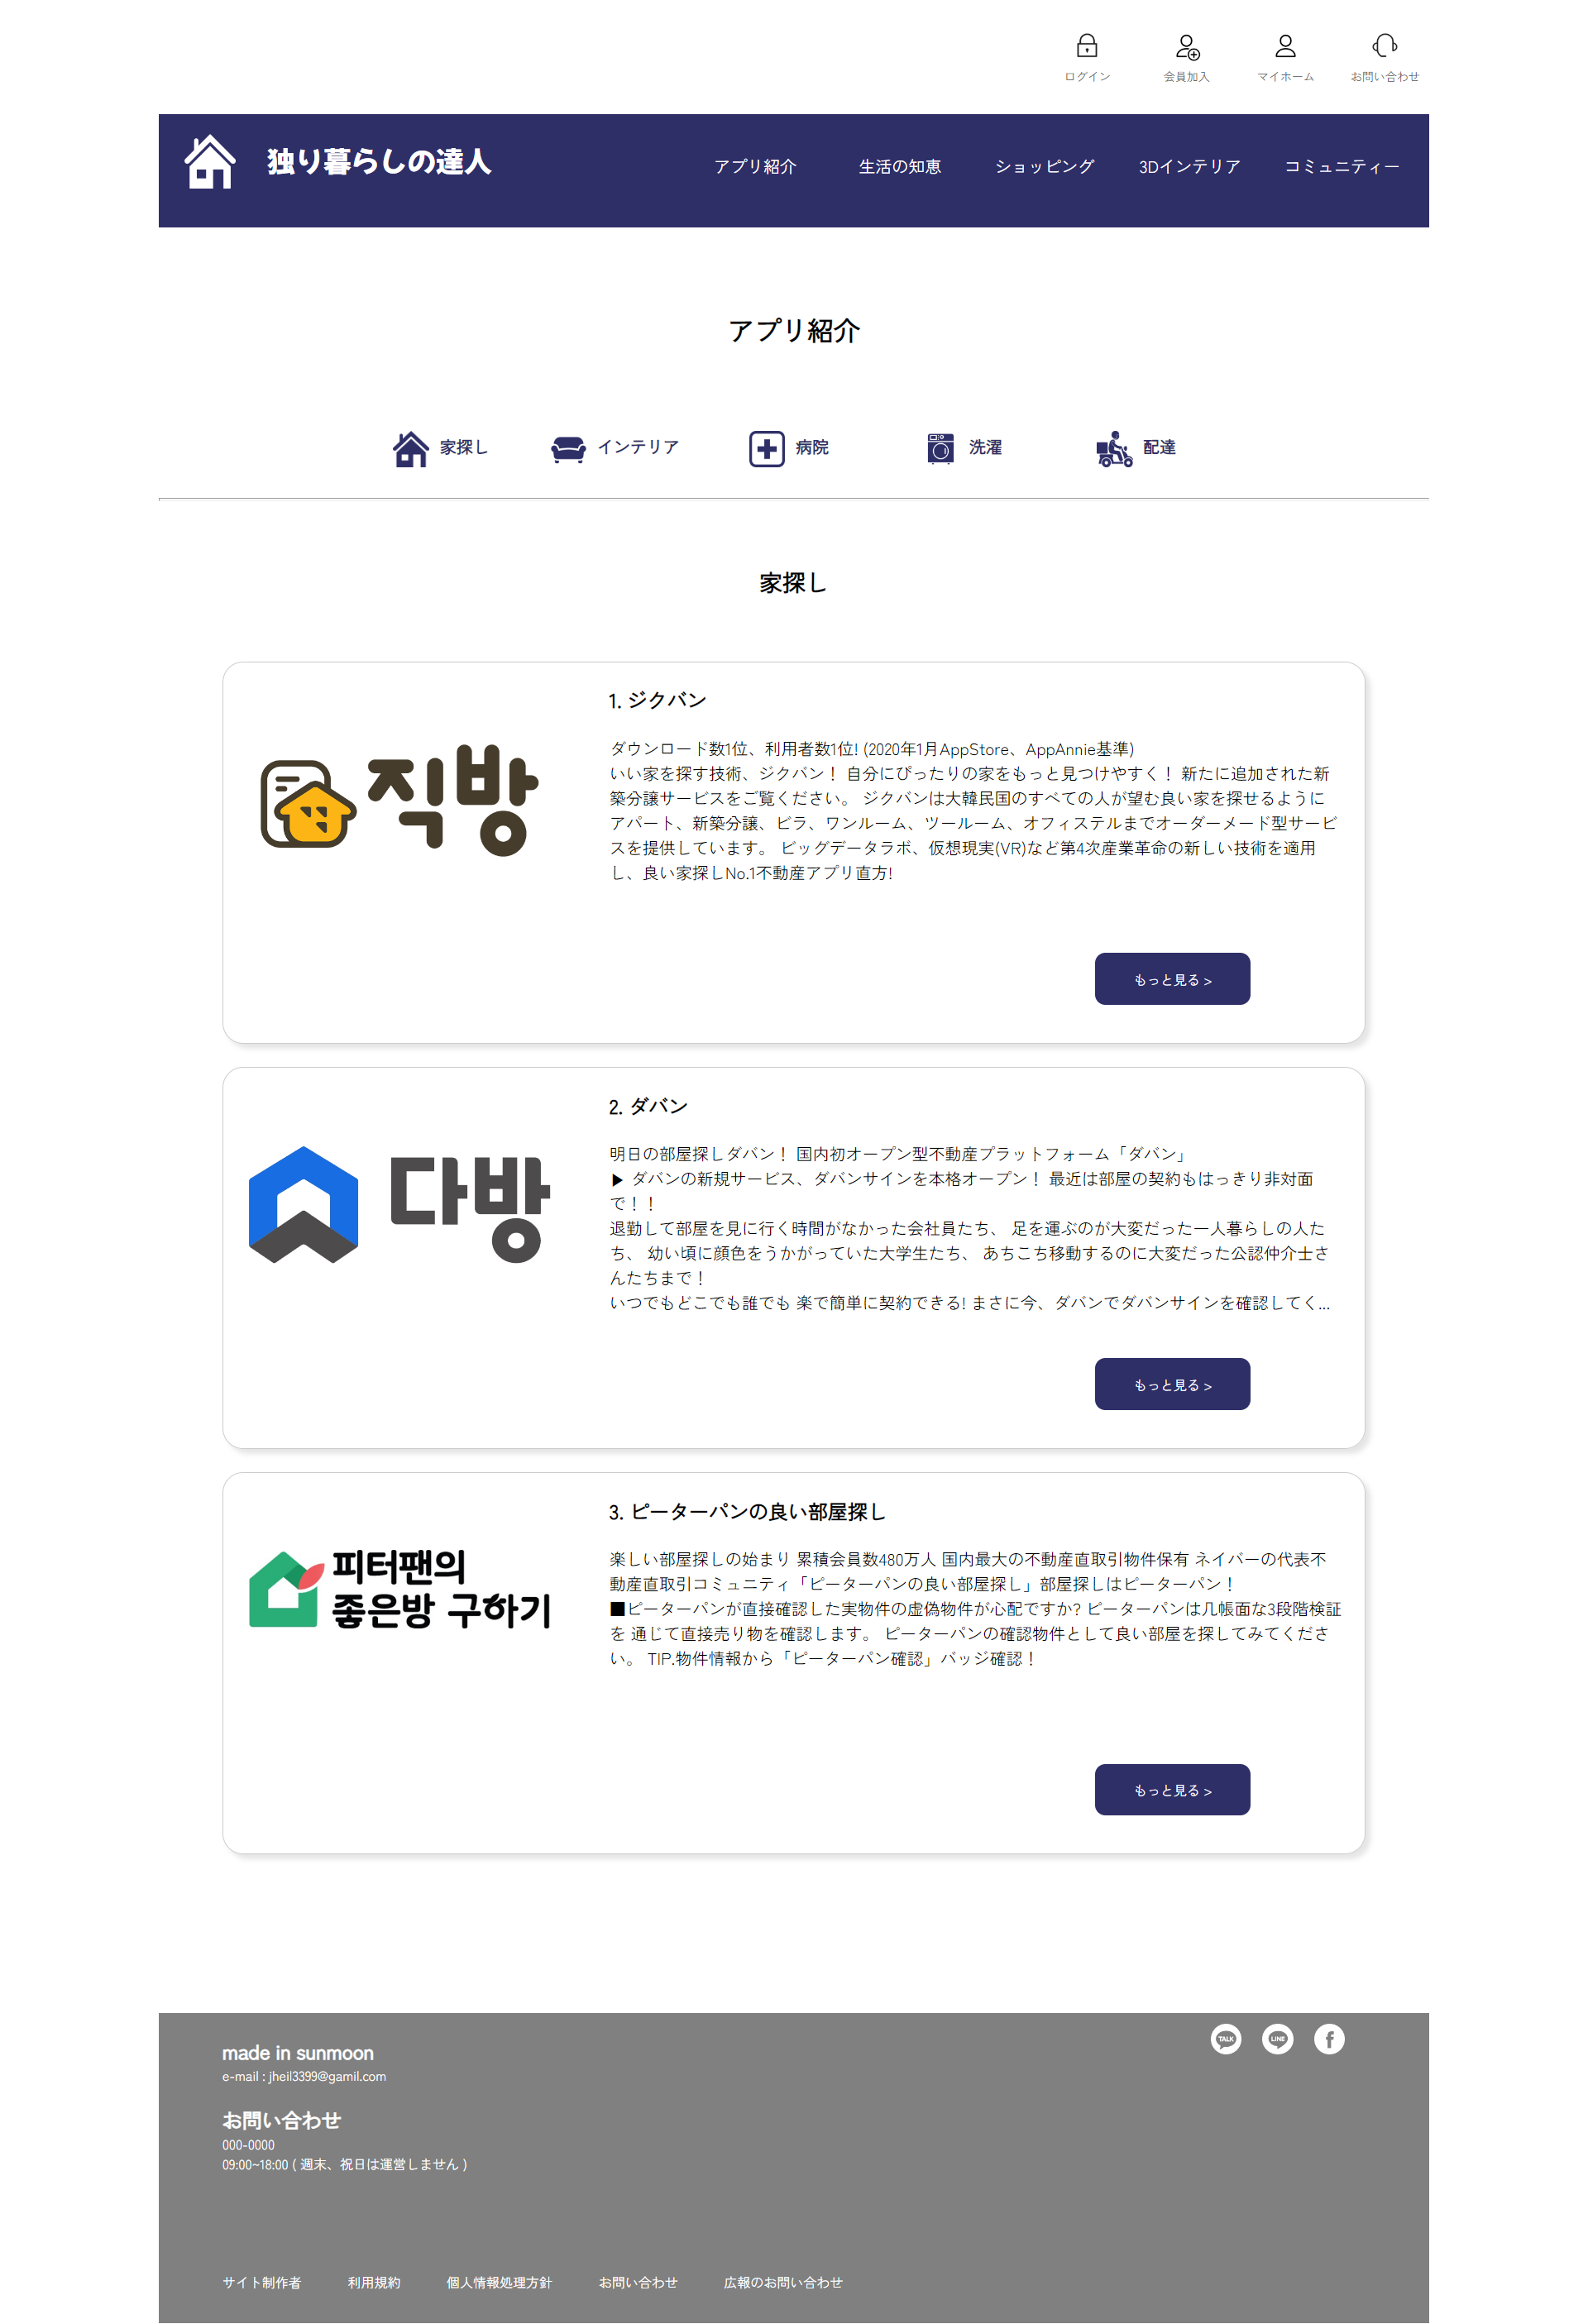 ログイン 会員加入 マイホーム お問い合わせ
独り暮らしの達人 アプリ紹介 生活の知恵 ショッピング 3Dインテリア コミュニティー
アプリ紹介
家探し インテリア 病院 洗濯 配達
家探し
직방
1. ジクバン
ダウンロード数1位、利用者数1位! (2020年1月AppStore、AppAnnie基準)
いい家を探す技術、ジクバン！ 自分にぴったりの家をもっと見つけやすく！ 新たに追加された新
築分譲サービスをご覧ください。 ジクバンは大韓民国のすべての人が望む良い家を探せるように
アパート、新築分譲、ビラ、ワンルーム、ツールーム、オフィステルまでオーダーメード型サービ
スを提供しています。 ビッグデータラボ、仮想現実(VR)など第4次産業革命の新しい技術を適用
し、良い家探しNo.1不動産アプリ直方!
もっと見る >
다방
2. ダバン
明日の部屋探しダバン！ 国内初オープン型不動産プラットフォーム「ダバン」
▶ ダバンの新規サービス、ダバンサインを本格オープン！ 最近は部屋の契約もはっきり非対面
で！！
退勤して部屋を見に行く時間がなかった会社員たち、 足を運ぶのが大変だった一人暮らしの人た
ち、 幼い頃に顔色をうかがっていた大学生たち、 あちこち移動するのに大変だった公認仲介士さ
んたちまで！
いつでもどこでも誰でも 楽で簡単に契約できる! まさに今、ダバンでダバンサインを確認してく...
もっと見る >
피터팬의
좋은방 구하기
3. ピーターパンの良い部屋探し
楽しい部屋探しの始まり 累積会員数480万人 国内最大の不動産直取引物件保有 ネイバーの代表不
動産直取引コミュニティ「ピーターパンの良い部屋探し」部屋探しはピーターパン！
■ピーターパンが直接確認した実物件の虚偽物件が心配ですか? ピーターパンは几帳面な3段階検証
を 通じて直接売り物を確認します。 ピーターパンの確認物件として良い部屋を探してみてくださ
い。 TIP.物件情報から「ピーターパン確認」バッジ確認！
もっと見る >
TALK LINE f
made in sunmoon
e-mail : jheil3399@gamil.com
お問い合わせ
000-0000
09:00~18:00 ( 週末、祝日は運営しません )
サイト制作者 利用規約 個人情報処理方針 お問い合わせ 広報のお問い合わせ